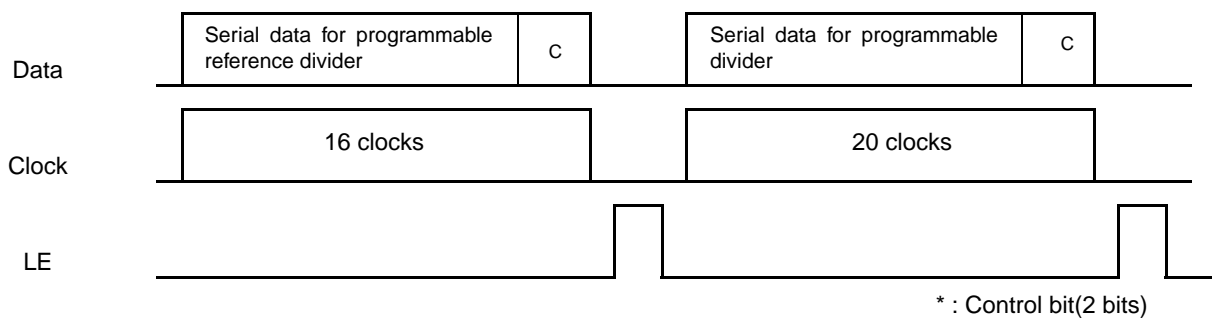 Data
Serial data for programmable
reference divider
C
Serial data for programmable
divider
C
Clock
16 clocks
20 clocks
LE
* : Control bit(2 bits)